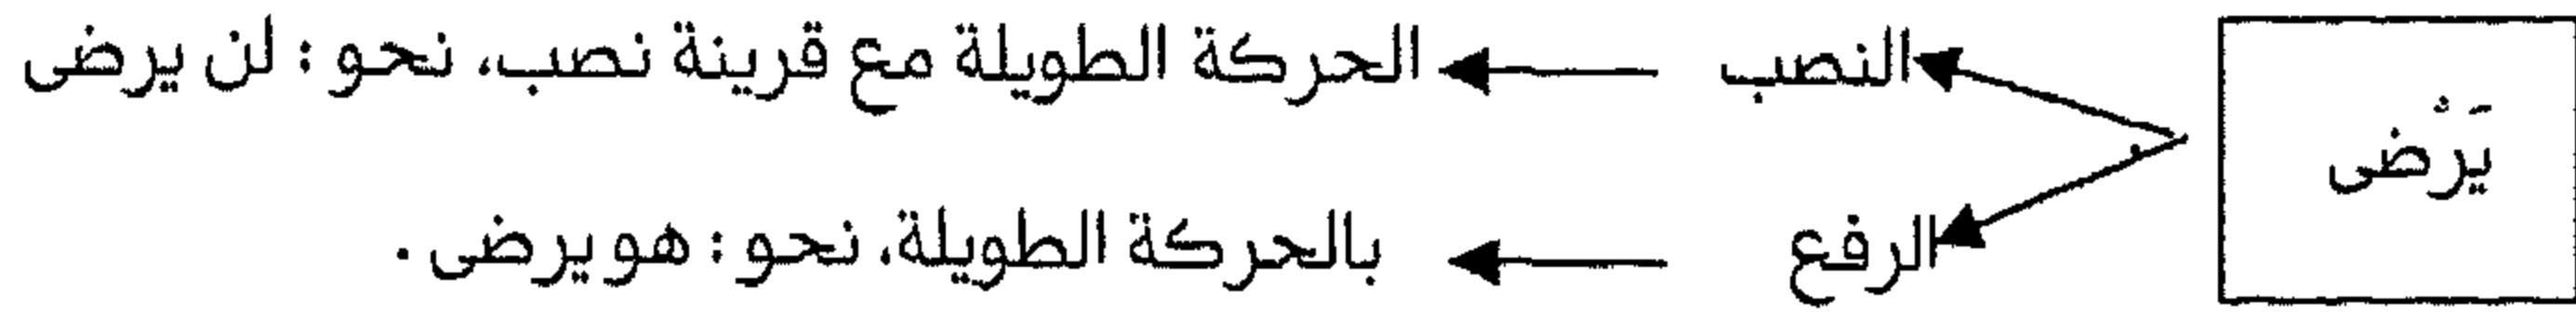 النصب الحركة الطويلة مع قرينة نصب، نحو : لن يرضى
يَرْضى
الرفع بالحركة الطويلة، نحو : هو يرضى .